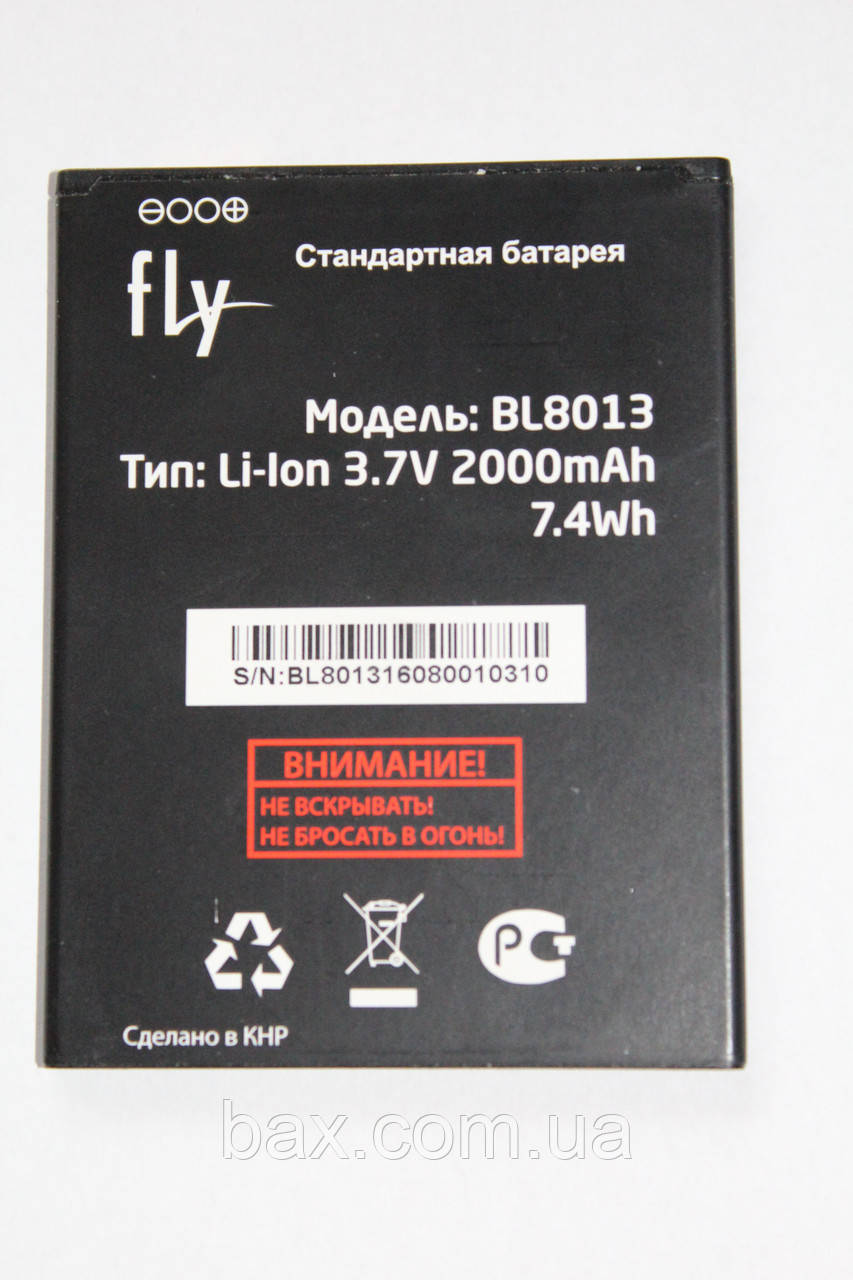 fly
Стандартная батарея
Модель: BL8013
Тип: Li-Ion 3.7V 2000mAh
7.4Wh
S/N:BL801316080010310
ВНИМАНИЕ!
НЕ ВСКРЫВАТЬ!
НЕ БРОСАТЬ В ОГОНЬ!
РСТ
Сделано в КНР
bax.com.ua